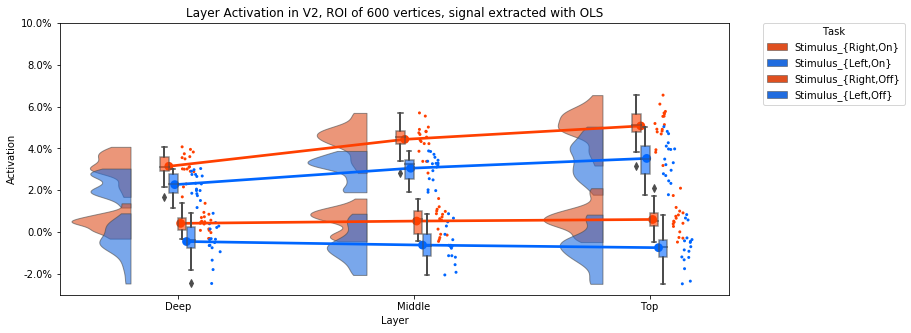 Layer Activation in V2, ROI of 600 vertices, signal extracted with OLS
10.0%
8.0%
6.0%
4.0%
2.0%
0.0%
-2.0%
Activation
Deep
Middle
Top
Layer
Task
Stimulus_{Right,On}
Stimulus_{Left,On}
Stimulus_{Right,Off}
Stimulus_{Left,Off}